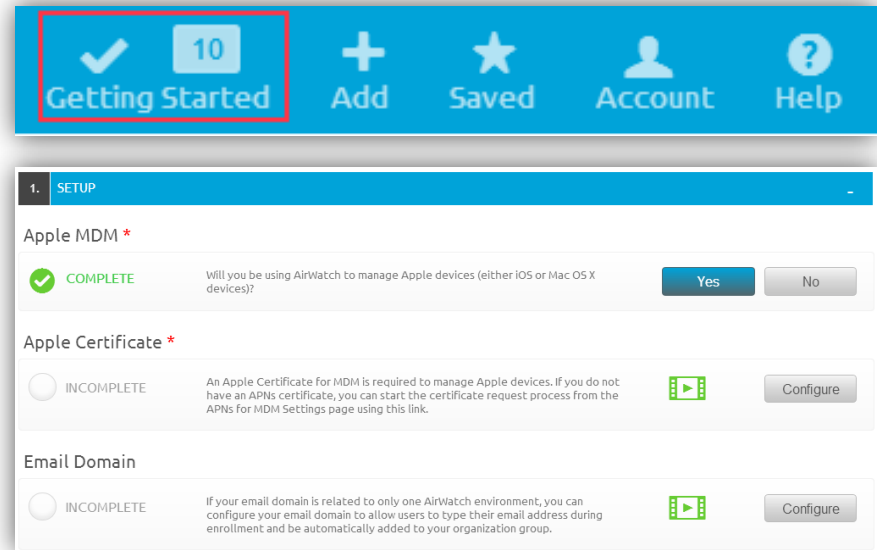 10
Getting Started Add Saved Account Help
1. SETUP -
Apple MDM *
COMPLETE
Will you be using AirWatch to manage Apple devices (either iOS or Mac OS X
devices)?
Yes No
Apple Certificate *
INCOMPLETE
An Apple Certificate for MDM is required to manage Apple devices. If you do not
have an APNs certificate, you can start the certificate request process from the
APNs for MDM Settings page using this link.
Configure
Email Domain
INCOMPLETE
If your email domain is related to only one AirWatch environment, you can
configure your email domain to allow users to type their email address during
enrollment and be automatically added to your organization group.
Configure